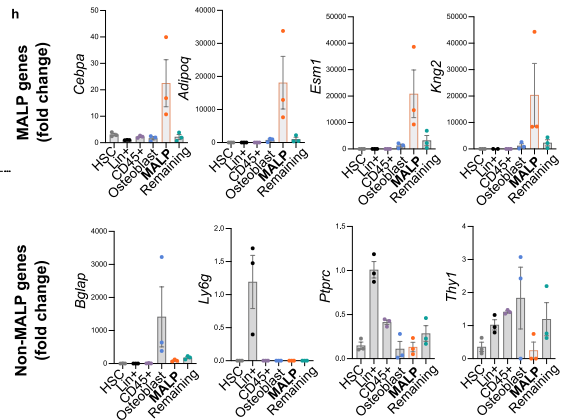 h
MALP genes
(fold change)
Cebpa
50
40
30
20
10
0
HSC
Lin+
CD45+
Osteoblast
MALP
Remaining
Adipoq
40000
30000
20000
10000
0
HSC
Lin+
CD45+
Osteoblast
MALP
Remaining
Esm1
50000
40000
30000
20000
10000
0
HSC
Lin+
CD45+
Osteoblast
MALP
Remaining
Kng2
50000
40000
30000
20000
10000
0
HSC
Lin+
CD45+
Osteoblast
MALP
Remaining
Non-MALP genes
(fold change)
Bglap
4000
3000
2000
1000
0
HSC
Lin+
CD45+
Osteoblast
MALP
Remaining
Ly6g
2.0
1.5
1.0
0.5
0.0
HSC
Lin+
CD45+
Osteoblast
MALP
Remaining
Ptprc
1.5
1.0
0.5
0.0
HSC
Lin+
CD45+
Osteoblast
MALP
Remaining
Thy1
4
3
2
1
0
HSC
Lin+
CD45+
Osteoblast
MALP
Remaining